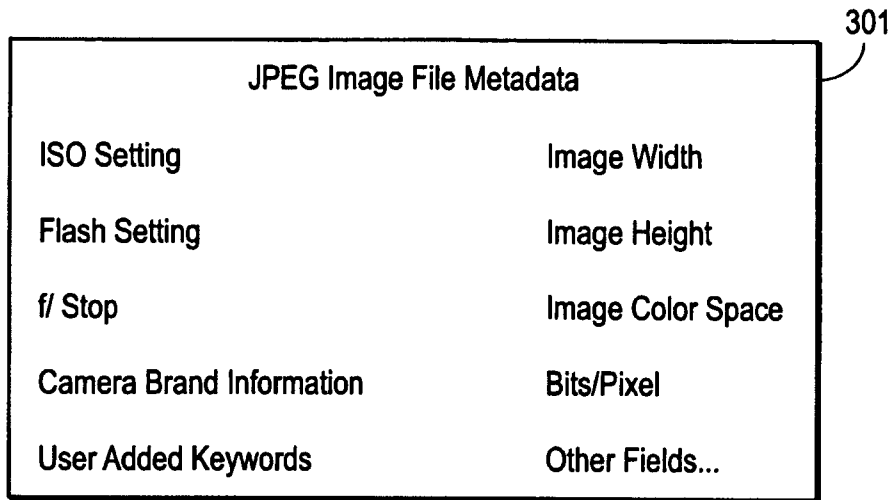 301
JPEG Image File Metadata
ISO Setting
Image Width
Flash Setting
Image Height
f/ Stop
Image Color Space
Camera Brand Information
Bits/Pixel
User Added Keywords
Other Fields...